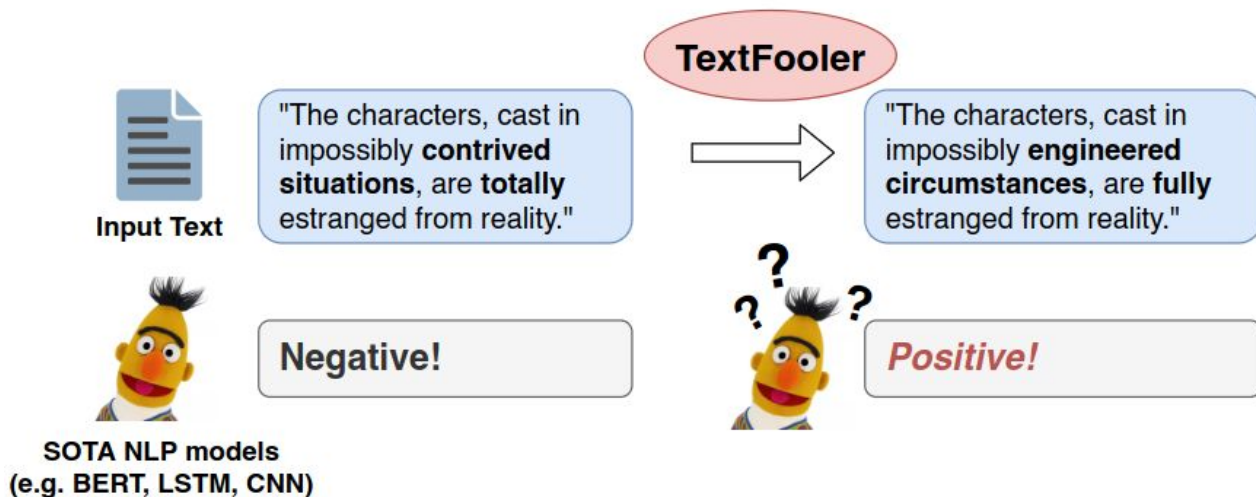 TextFooler
"The characters, cast in
impossibly contrived
situations, are totally
estranged from reality."
"The characters, cast in
impossibly engineered
circumstances, are fully
estranged from reality."
Input Text
Negative!
? ? ?
Positive!
SOTA NLP models
(e.g. BERT, LSTM, CNN)